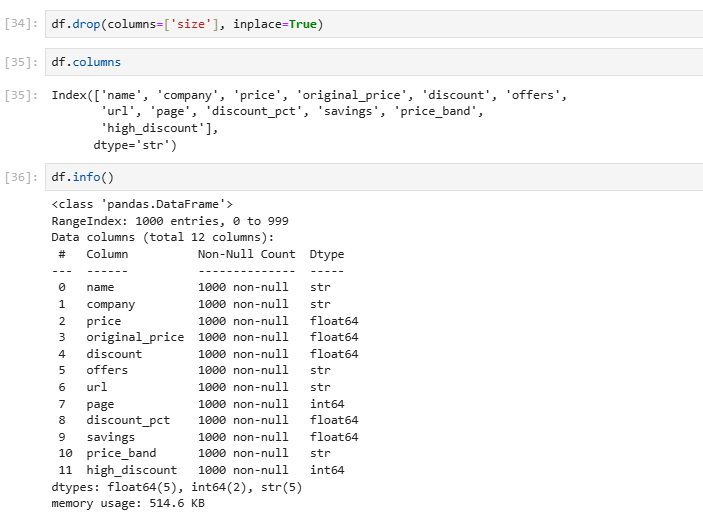 [34]: df.drop(columns=['size'], inplace=True)
[35]: df.columns
[35]: Index(['name', 'company', 'price', 'original_price', 'discount', 'offers',
       'url', 'page', 'discount_pct', 'savings', 'price_band',
       'high_discount'],
      dtype='str')
[36]: df.info()
<class 'pandas.DataFrame'>
RangeIndex: 1000 entries, 0 to 999
Data columns (total 12 columns):
 #   Column          Non-Null Count  Dtype
---  ------          --------------  -----
 0   name            1000 non-null   str
 1   company         1000 non-null   str
 2   price           1000 non-null   float64
 3   original_price  1000 non-null   float64
 4   discount        1000 non-null   float64
 5   offers          1000 non-null   str
 6   url             1000 non-null   str
 7   page            1000 non-null   int64
 8   discount_pct    1000 non-null   float64
 9   savings         1000 non-null   float64
 10  price_band      1000 non-null   str
 11  high_discount   1000 non-null   int64
dtypes: float64(5), int64(2), str(5)
memory usage: 514.6 KB